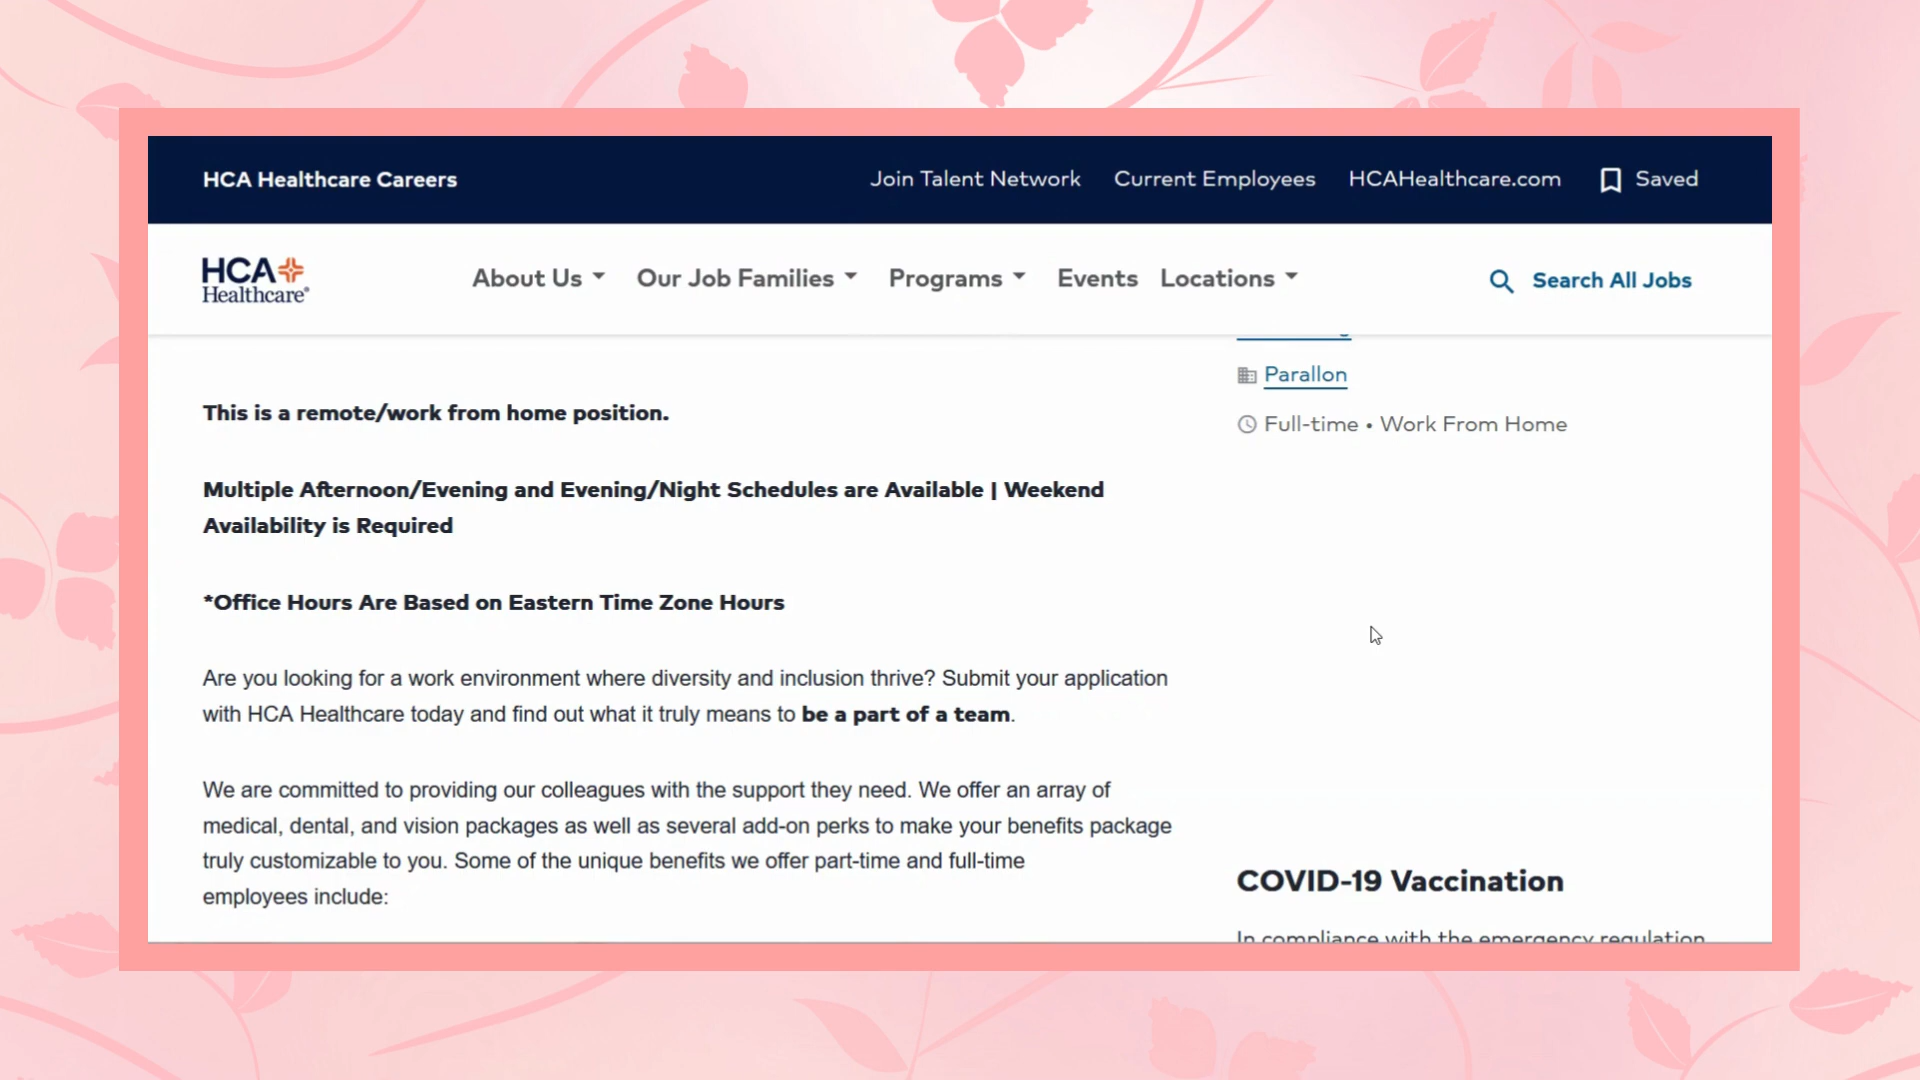 HCA Healthcare Careers
Join Talent Network
Current Employees
HCAHealthcare.com
Saved
HCA
Healthcare®
About Us
Our Job Families
Programs
Events
Locations
Search All Jobs
This is a remote/work from home position.
Multiple Afternoon/Evening and Evening/Night Schedules are Available | Weekend
Availability is Required
*Office Hours Are Based on Eastern Time Zone Hours
Are you looking for a work environment where diversity and inclusion thrive? Submit your application
with HCA Healthcare today and find out what it truly means to be a part of a team.
We are committed to providing our colleagues with the support they need. We offer an array of
medical, dental, and vision packages as well as several add-on perks to make your benefits package
truly customizable to you. Some of the unique benefits we offer part-time and full-time
employees include:
Parallon
Full-time • Work From Home
COVID-19 Vaccination
In compliance with the emergency regulation